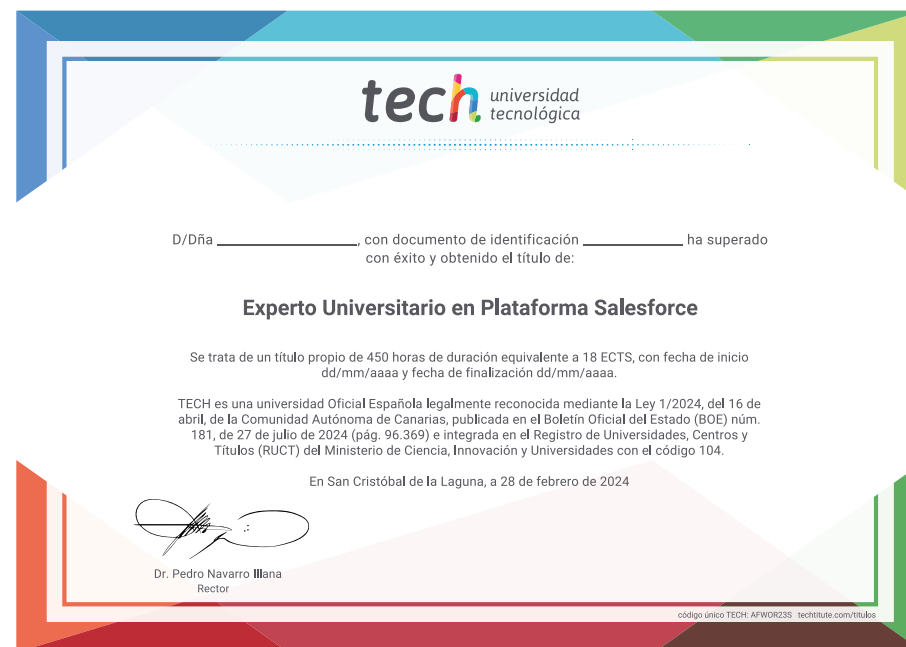 tech universidad
tecnológica
D/Dña ____________, con documento de identificación ____________ ha superado
con éxito y obtenido el título de:
Experto Universitario en Plataforma Salesforce
Se trata de un título propio de 450 horas de duración equivalente a 18 ECTS, con fecha de inicio
dd/mm/aaaa y fecha de finalización dd/mm/aaaa.
TECH es una universidad Oficial Española legalmente reconocida mediante la Ley 1/2024, del 16 de
abril, de la Comunidad Autónoma de Canarias, publicada en el Boletín Oficial del Estado (BOE) núm.
181, de 27 de julio de 2024 (pág. 96.369) e integrada en el Registro de Universidades, Centros y
Títulos (RUCT) del Ministerio de Ciencia, Innovación y Universidades con el código 104.
En San Cristóbal de la Laguna, a 28 de febrero de 2024
Dr. Pedro Navarro Illana
Rector
código único TECH: AFWOR23S techtitute.com/titulos